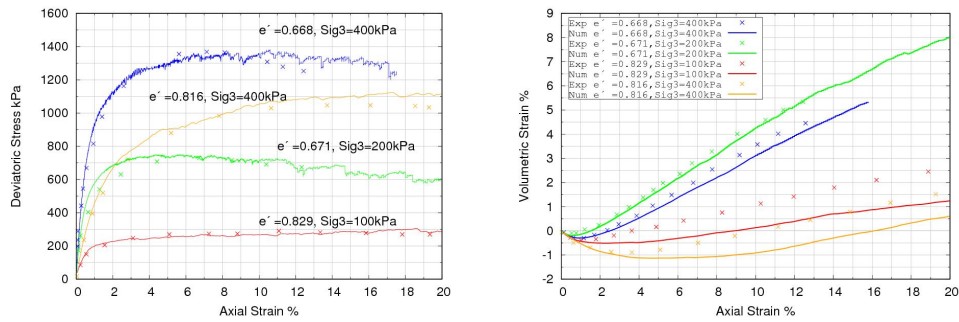 1600
1400
1200
1000
800
600
400
200
0
0 2 4 6 8 10 12 14 16 18 20
Deviatoric Stress kPa
Axial Strain %
e´=0.668, Sig3=400kPa
e´=0.816, Sig3=400kPa
e´=0.671, Sig3=200kPa
e´=0.829, Sig3=100kPa
9
8
7
6
5
4
3
2
1
0
-1
-2
0 2 4 6 8 10 12 14 16 18 20
Volumetric Strain %
Axial Strain %
Exp e´=0.668,Sig3=400kPa
Num e´=0.668,Sig3=400kPa
Exp e´=0.671,Sig3=200kPa
Num e´=0.671,Sig3=200kPa
Exp e´=0.829,Sig3=100kPa
Num e´=0.829,Sig3=100kPa
Exp e´=0.816,Sig3=400kPa
Num e´=0.816,Sig3=400kPa